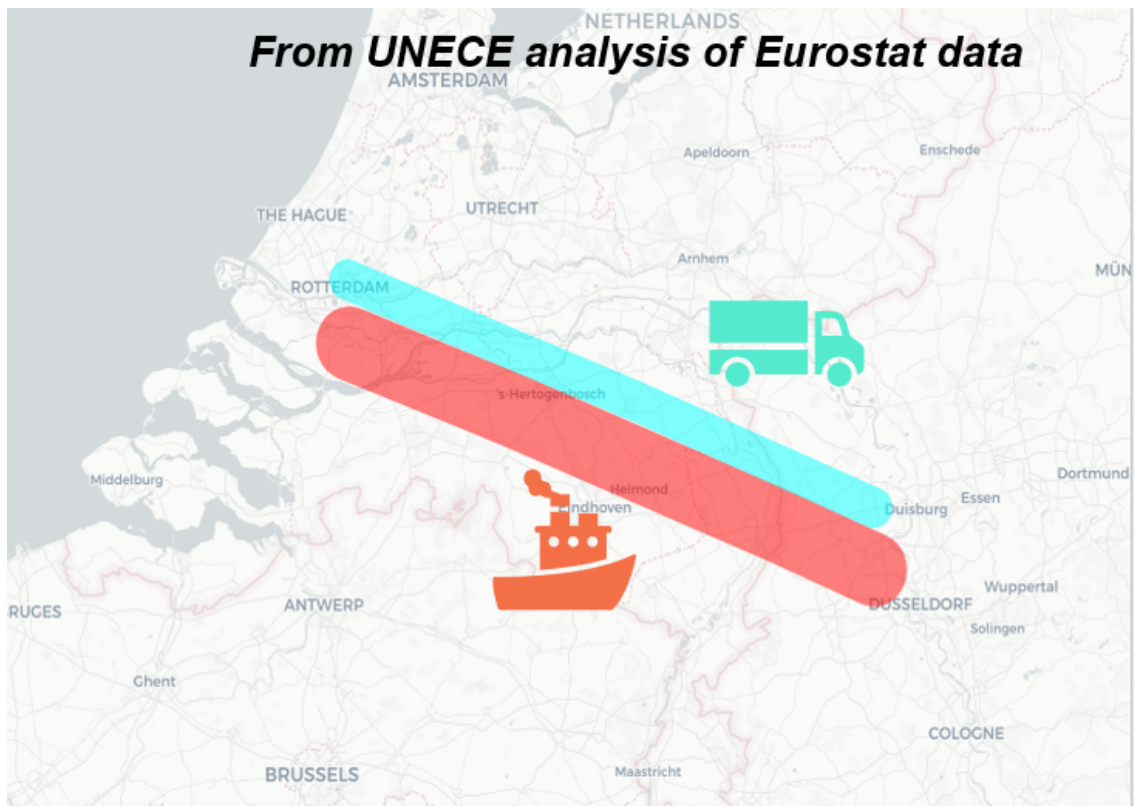 NETHERLANDS
From UNECE analysis of Eurostat data
AMSTERDAM
Apeldoorn
Enschede
UTRECHT
THE HAGUE
Arnhem
MÜN
ROTTERDAM
's-Hertogenbosch
Dortmund
Middelburg
Helmond
Essen
Eindhoven
Duisburg
Wuppertal
ANTWERP
DUSSELDORF
RUGES
Solingen
Ghent
COLOGNE
BRUSSELS
Maastricht